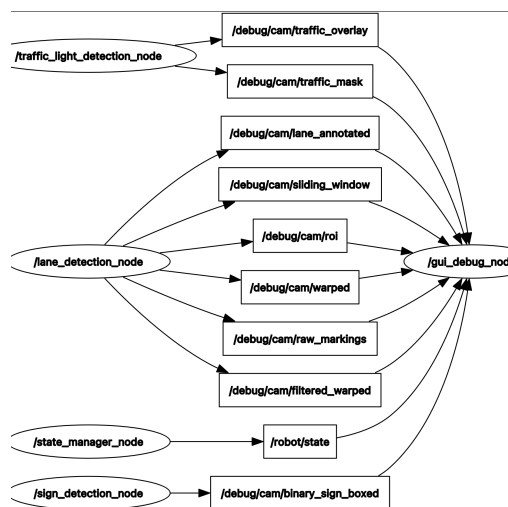 /debug/cam/traffic_overlay
/traffic_light_detection_node
/debug/cam/traffic_mask
/debug/cam/lane_annotated
/debug/cam/sliding_window
/debug/cam/roi
/lane_detection_node
/gui_debug_nod
/debug/cam/warped
/debug/cam/raw_markings
/debug/cam/filtered_warped
/state_manager_node
/robot/state
/sign_detection_node
/debug/cam/binary_sign_boxed